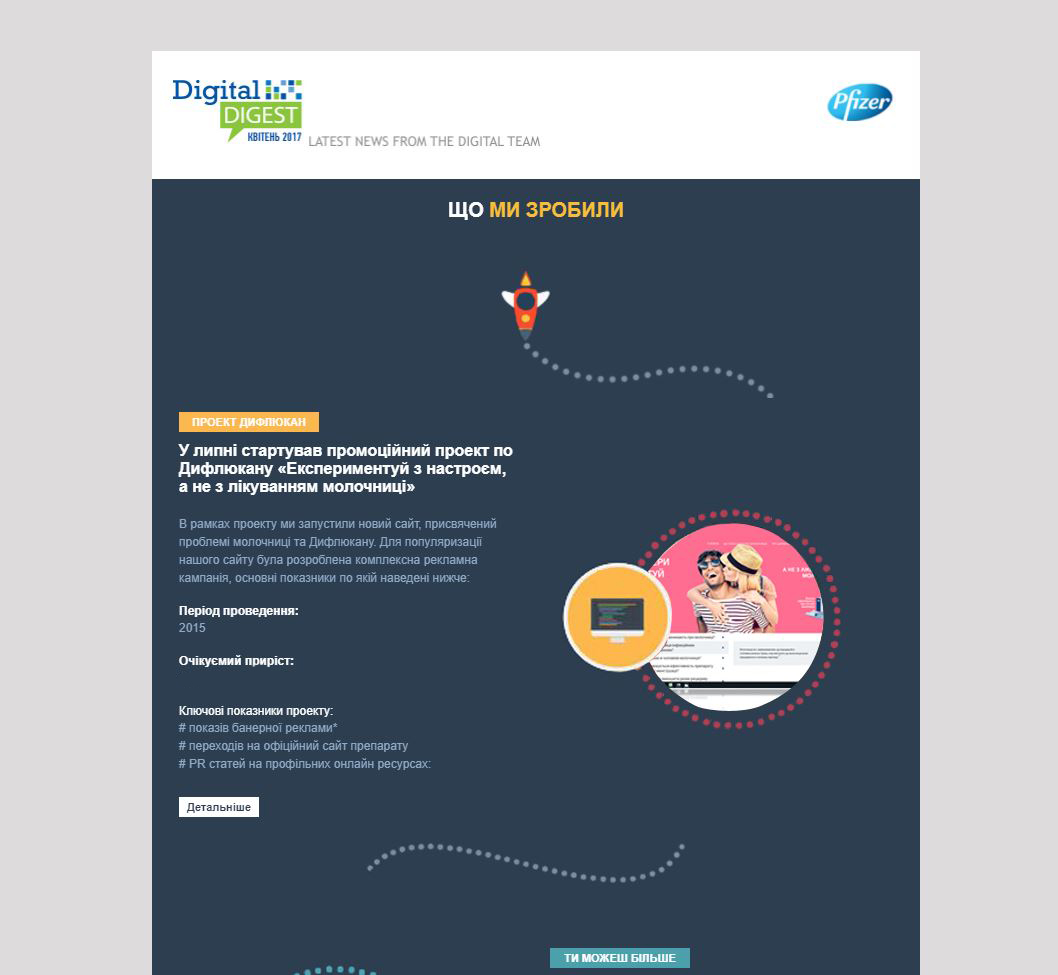 Digital
DIGEST
КВІТЕНЬ 2017
LATEST NEWS FROM THE DIGITAL TEAM
Pfizer
ЩО МИ ЗРОБИЛИ
ПРОЕКТ ДИФЛЮКАН
У липні стартував промоційний проект по
Дифлюкану «Експериментуй з настроєм,
а не з лікуванням молочниці»
В рамках проекту ми запустили новий сайт, присвячений
проблемі молочниці та Дифлюкану. Для популяризації
нашого сайту була розроблена комплексна рекламна
кампанія, основні показники по якій наведені нижче:
Період проведення:
2015
Очікуємий приріст:
Ключові показники проекту:
# показів банерної реклами*
# переходів на офіційний сайт препарату
# PR статей на профільних онлайн ресурсах:
Детальніше
ТИ МОЖЕШ БІЛЬШЕ